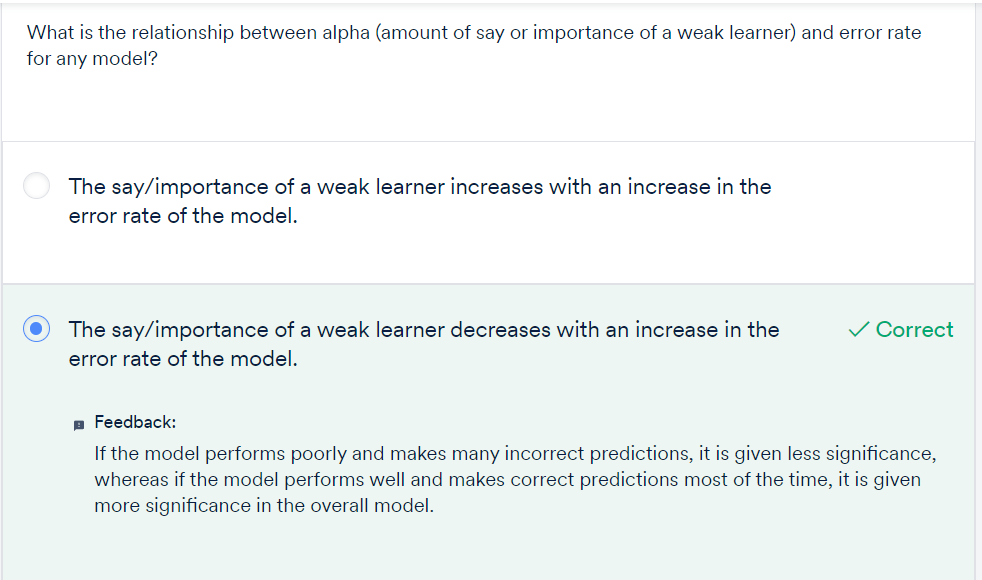 What is the relationship between alpha (amount of say or importance of a weak learner) and error rate
for any model?
The say/importance of a weak learner increases with an increase in the
error rate of the model.
The say/importance of a weak learner decreases with an increase in the
error rate of the model.
Correct
Feedback:
If the model performs poorly and makes many incorrect predictions, it is given less significance,
whereas if the model performs well and makes correct predictions most of the time, it is given
more significance in the overall model.